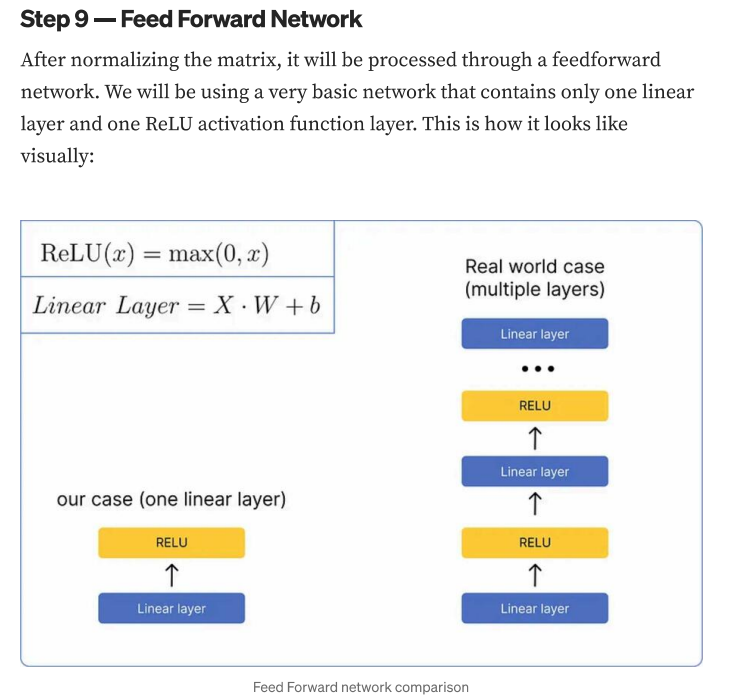 Step 9 — Feed Forward Network
After normalizing the matrix, it will be processed through a feedforward
network. We will be using a very basic network that contains only one linear
layer and one ReLU activation function layer. This is how it looks like
visually:
ReLU(x) = max(0, x)
Linear Layer = X · W + b
our case (one linear layer)
RELU
↑
Linear layer
Real world case
(multiple layers)
Linear layer
•••
RELU
↑
Linear layer
↑
RELU
↑
Linear layer
Feed Forward network comparison